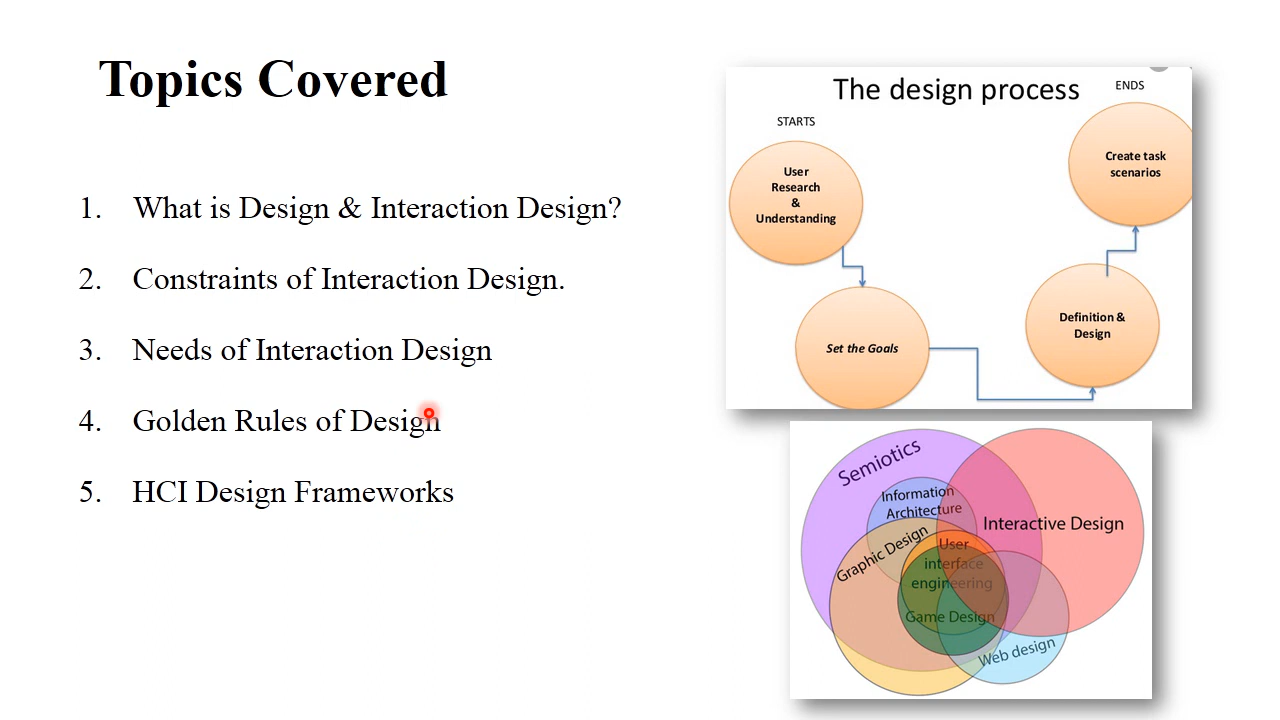 Topics Covered
1. What is Design & Interaction Design?
2. Constraints of Interaction Design.
3. Needs of Interaction Design
4. Golden Rules of Design
5. HCI Design Frameworks
The design process
STARTS
ENDS
User
Research
&
Understanding
Set the Goals
Definition &
Design
Create task
scenarios
Semiotics
Information
Architecture
Interactive Design
Graphic Design
User
interface
engineering
Game Design
Web design